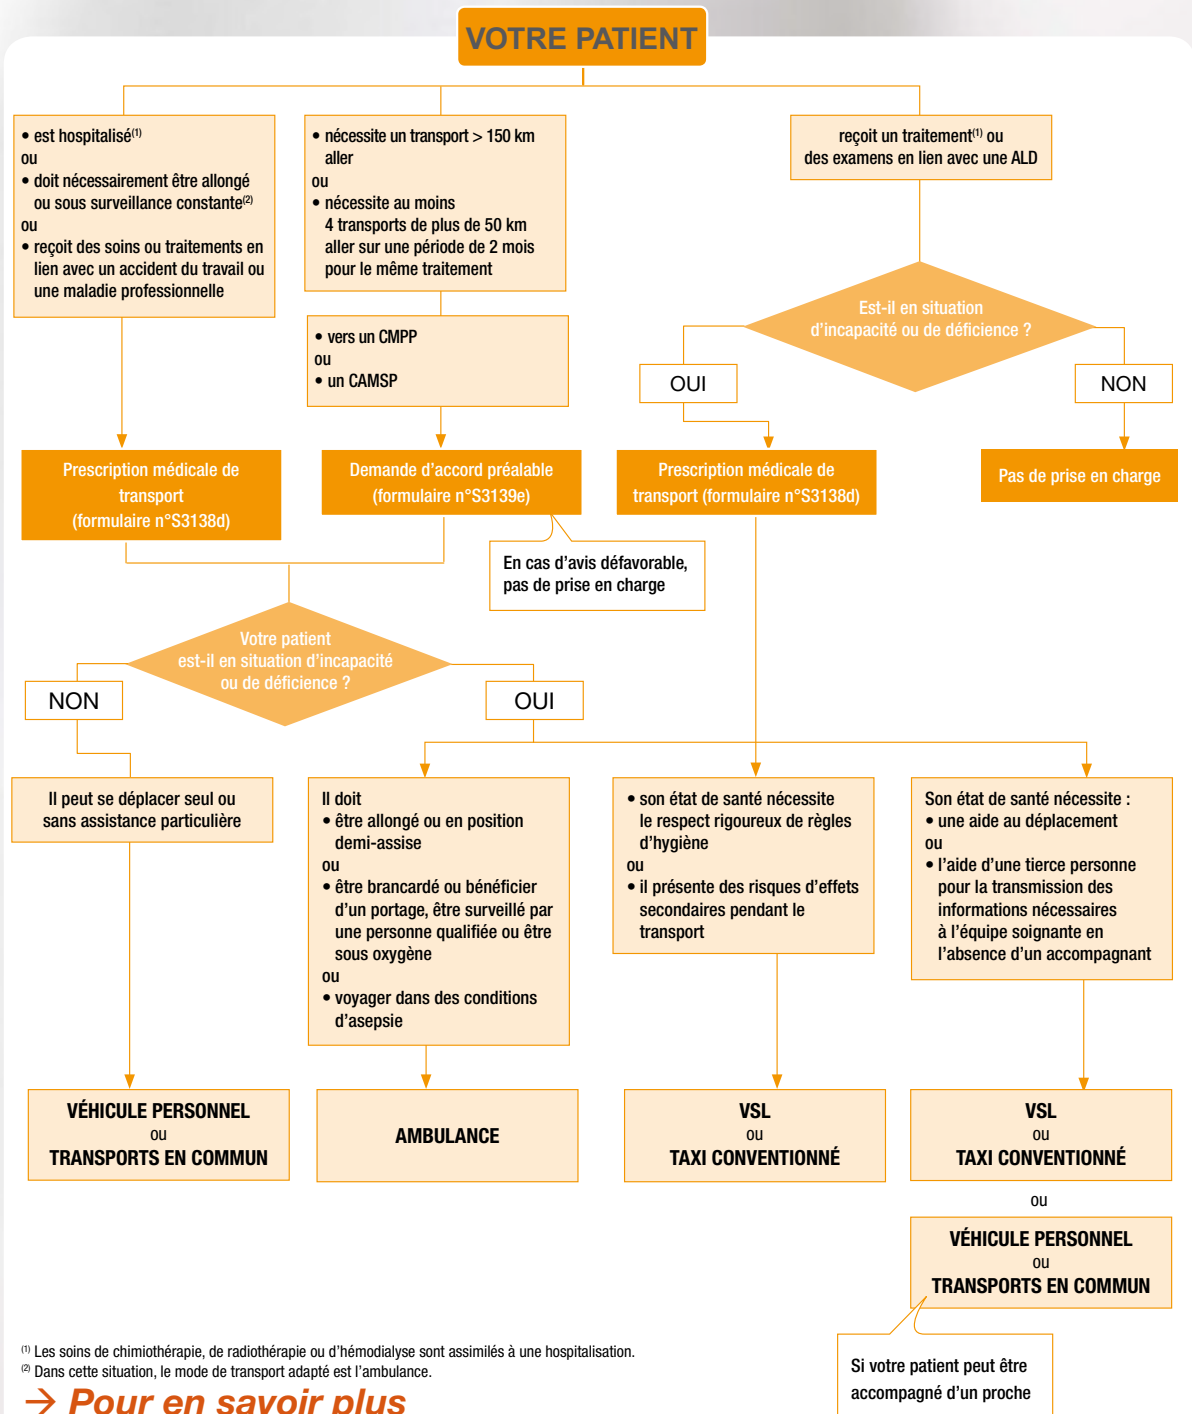 VOTRE PATIENT
• est hospitalisé(1)
ou
• doit nécessairement être allongé
ou sous surveillance constante(2)
ou
• reçoit des soins ou traitements en
lien avec un accident du travail ou
une maladie professionnelle
• nécessite un transport > 150 km
aller
ou
• nécessite au moins
4 transports de plus de 50 km
aller sur une période de 2 mois
pour le même traitement
reçoit un traitement(1) ou
des examens en lien avec une ALD
• vers un CMPP
ou
• un CAMSP
Est-il en situation
d'incapacité ou de déficience ?
OUI
NON
Prescription médicale de
transport
(formulaire n°S3138d)
Demande d'accord préalable
(formulaire n°S3139e)
Prescription médicale de
transport (formulaire n°S3138d)
Pas de prise en charge
En cas d'avis défavorable,
pas de prise en charge
Votre patient
est-il en situation d'incapacité
ou de déficience ?
NON
OUI
Il peut se déplacer seul ou
sans assistance particulière
Il doit
• être allongé ou en position
demi-assise
ou
• être brancardé ou bénéficier
d'un portage, être surveillé par
une personne qualifiée ou être
sous oxygène
ou
• voyager dans des conditions
d'asepsie
• son état de santé nécessite
le respect rigoureux de règles
d'hygiène
ou
• il présente des risques d'effets
secondaires pendant le
transport
Son état de santé nécessite :
• une aide au déplacement
ou
• l'aide d'une tierce personne
pour la transmission des
informations nécessaires
à l'équipe soignante en
l'absence d'un accompagnant
VÉHICULE PERSONNEL
ou
TRANSPORTS EN COMMUN
AMBULANCE
VSL
ou
TAXI CONVENTIONNÉ
VSL
ou
TAXI CONVENTIONNÉ
ou
VÉHICULE PERSONNEL
ou
TRANSPORTS EN COMMUN
Si votre patient peut être
accompagné d'un proche
(1) Les soins de chimiothérapie, de radiothérapie ou d'hémodialyse sont assimilés à une hospitalisation.
(2) Dans cette situation, le mode de transport adapté est l'ambulance.
→ Pour en savoir plus